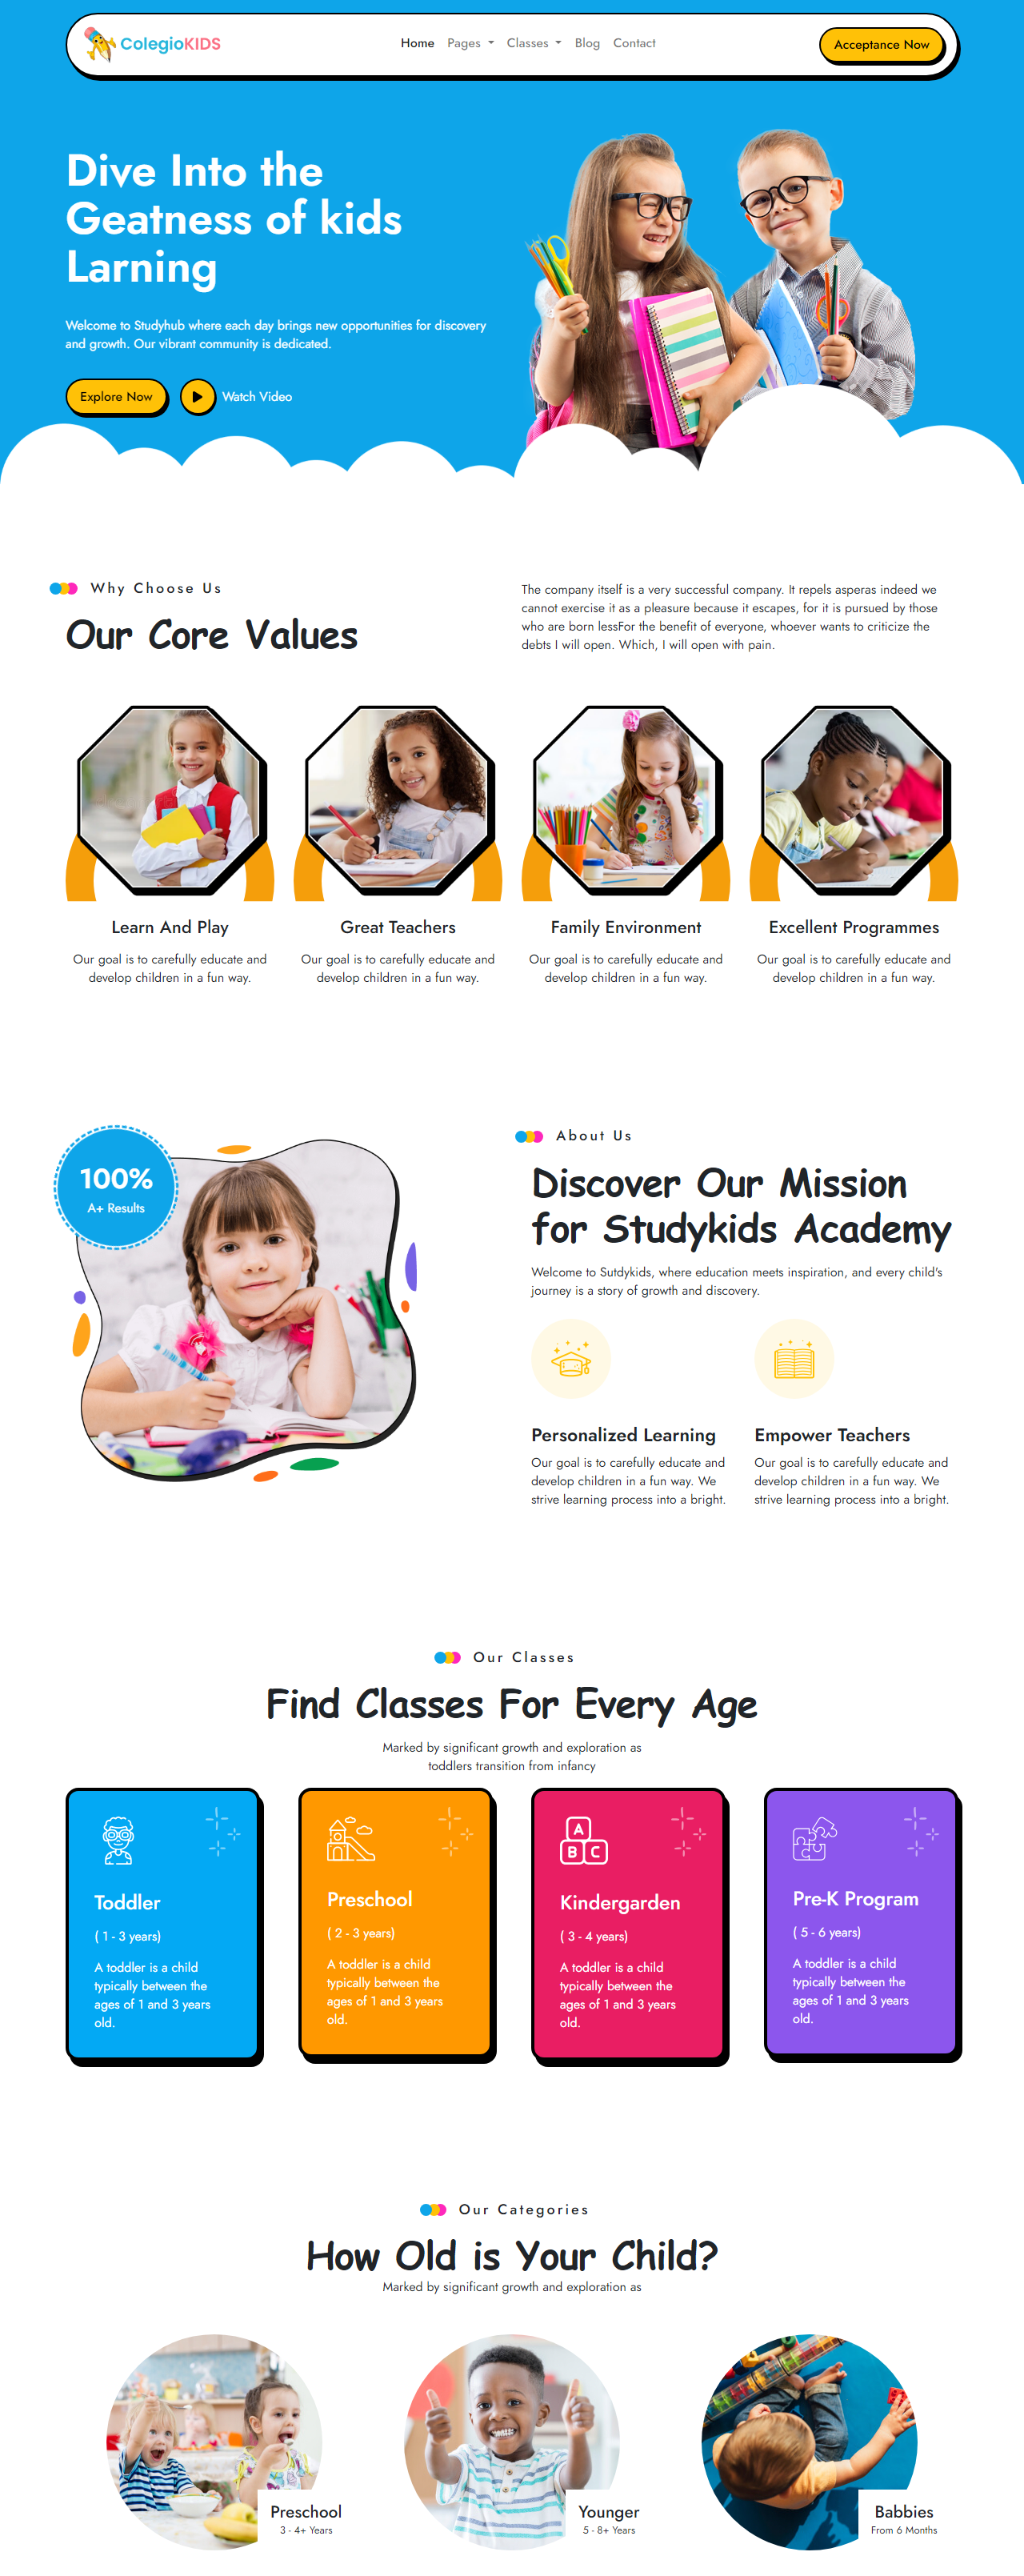 ColegioKIDS
Home Pages Classes Blog Contact
Acceptance Now
Dive Into the
Geatness of kids
Larning
Welcome to Studyhub where each day brings new opportunities for discovery
and growth. Our vibrant community is dedicated.
Explore Now
Watch Video
Why Choose Us
Our Core Values
The company itself is a very successful company. It repels asperas indeed we
cannot exercise it as a pleasure because it escapes, for it is pursued by those
who are born lessFor the benefit of everyone, whoever wants to criticize the
debts I will open. Which, I will open with pain.
Learn And Play
Our goal is to carefully educate and
develop children in a fun way.
Great Teachers
Our goal is to carefully educate and
develop children in a fun way.
Family Environment
Our goal is to carefully educate and
develop children in a fun way.
Excellent Programmes
Our goal is to carefully educate and
develop children in a fun way.
100%
A+ Results
About Us
Discover Our Mission
for Studykids Academy
Welcome to Sutdykids, where education meets inspiration, and every child's
journey is a story of growth and discovery.
Personalized Learning
Our goal is to carefully educate and
develop children in a fun way. We
strive learning process into a bright.
Empower Teachers
Our goal is to carefully educate and
develop children in a fun way. We
strive learning process into a bright.
Our Classes
Find Classes For Every Age
Marked by significant growth and exploration as
toddlers transition from infancy
Toddler
( 1 - 3 years)
A toddler is a child
typically between the
ages of 1 and 3 years
old.
Preschool
( 2 - 3 years)
A toddler is a child
typically between the
ages of 1 and 3 years
old.
A
B C
Kindergarden
( 3 - 4 years)
A toddler is a child
typically between the
ages of 1 and 3 years
old.
Pre-K Program
( 5 - 6 years)
A toddler is a child
typically between the
ages of 1 and 3 years
old.
Our Categories
How Old is Your Child?
Marked by significant growth and exploration as
Preschool
3 - 4+ Years
Younger
5 - 8+ Years
Babbies
From 6 Months